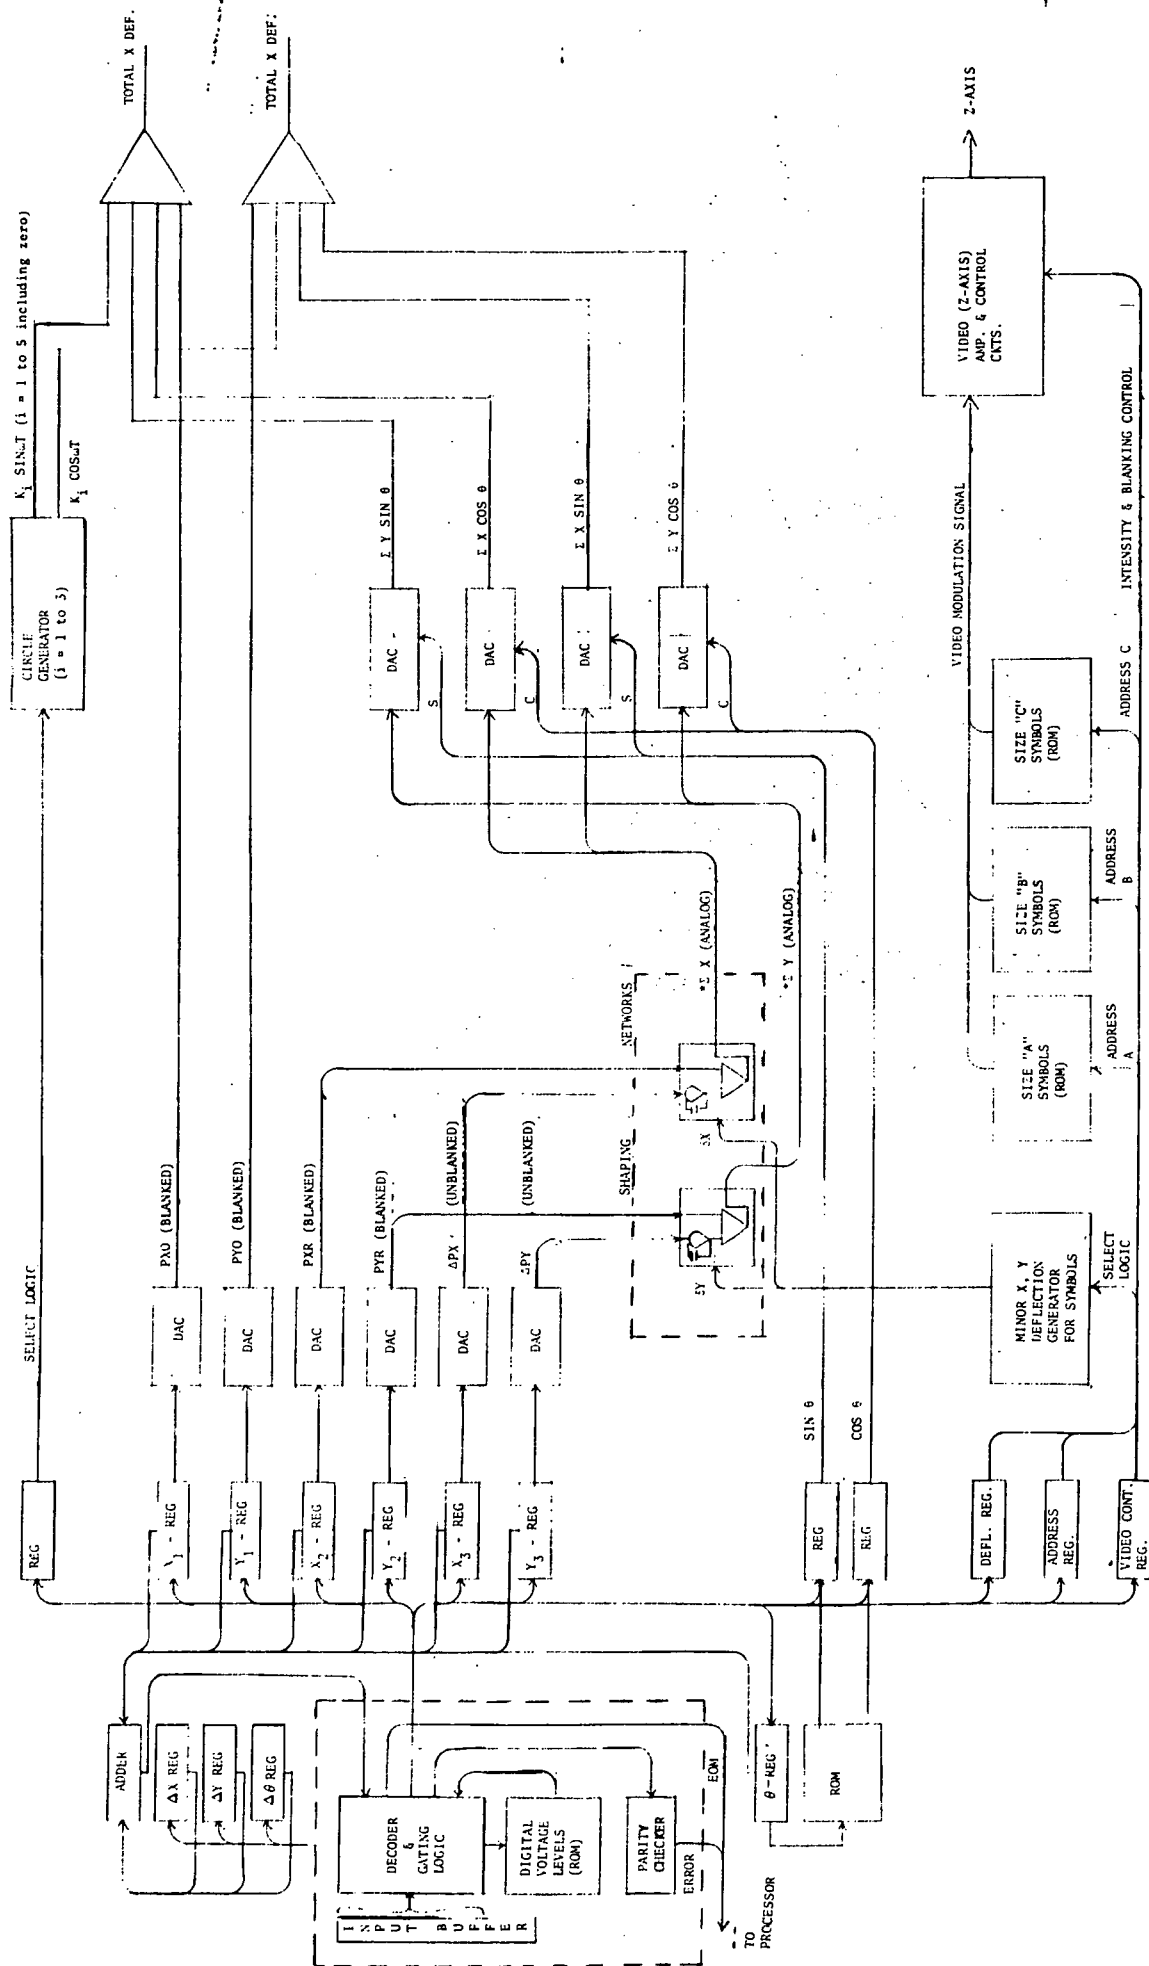 CIRCLE
GENERATOR
(i = 1 to 5)
K_i SINωT (i = 1 to 5 including zero)
K_i COSωT
TOTAL X DEF.
TOTAL X DEF.
REG
SELECT LOGIC
X₁ - REG
DAC
PXO (BLANKED)
Y₁ - REG
DAC
PYO (BLANKED)
X₂ - REG
DAC
PXR (BLANKED)
Y₂ - REG
DAC
PYR (BLANKED)
X₃ - REG
DAC
ΔPX (UNBLANKED)
Y₃ - REG
DAC
ΔPY (UNBLANKED)
ADDER
ΔX REG
ΔY REG
Δθ REG
INPUT BUFFER
DECODER
&
GATING
LOGIC
DIGITAL
VOLTAGE
LEVELS
(ROM)
PARITY
CHECKER
ERROR
EOM
TO
PROCESSOR
θ-REG
ROM
REG
SIN θ
REG
COS θ
SHAPING NETWORKS
SY
SX
*Σ X (ANALOG)
*Σ Y (ANALOG)
DAC
S
Σ Y SIN θ
DAC
C
Σ X COS θ
DAC
S
Σ X SIN θ
DAC
C
Σ Y COS θ
DEFL. REG.
ADDRESS
REG.
VIDEO CONT.
REG.
MINOR X, Y
DEFLECTION
GENERATOR
FOR SYMBOLS
SELECT
LOGIC
SIZE "A"
SYMBOLS
(ROM)
ADDRESS
A
SIZE "B"
SYMBOLS
(ROM)
ADDRESS
B
SIZE "C"
SYMBOLS
(ROM)
ADDRESS C
VIDEO MODULATION SIGNAL
INTENSITY & BLANKING CONTROL
VIDEO (Z-AXIS)
AMP. & CONTROL
CKTS.
Z-AXIS